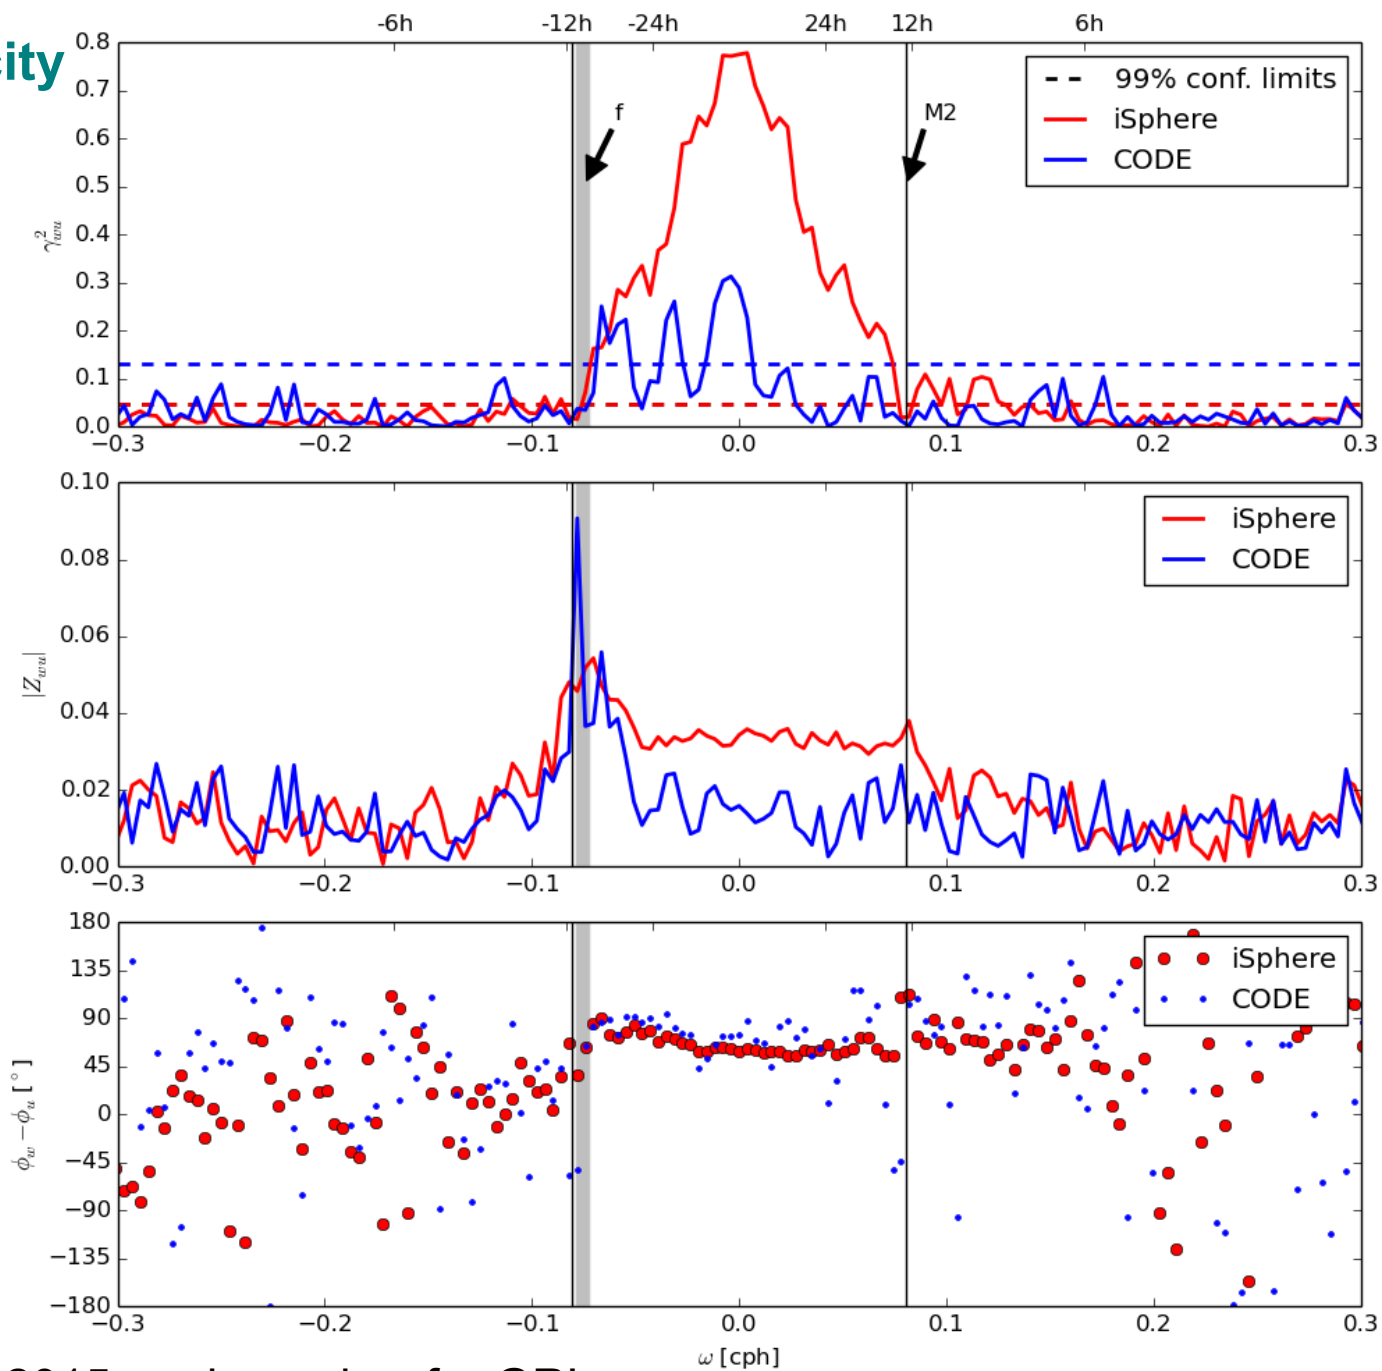 city
-6h -12h -24h 24h 12h 6h
0.8
0.7
0.6
0.5
0.4
0.3
0.2
0.1
0.0
γ²wu
f
M2
99% conf. limits
iSphere
CODE
−0.3 −0.2 −0.1 0.0 0.1 0.2 0.3
0.10
0.08
0.06
0.04
0.02
0.00
|Zwu|
iSphere
CODE
−0.3 −0.2 −0.1 0.0 0.1 0.2 0.3
180
135
90
45
0
−45
−90
−135
−180
ϕw − ϕu [°]
iSphere
CODE
−0.3 −0.2 −0.1 0.0 0.1 0.2 0.3
ω [cph]